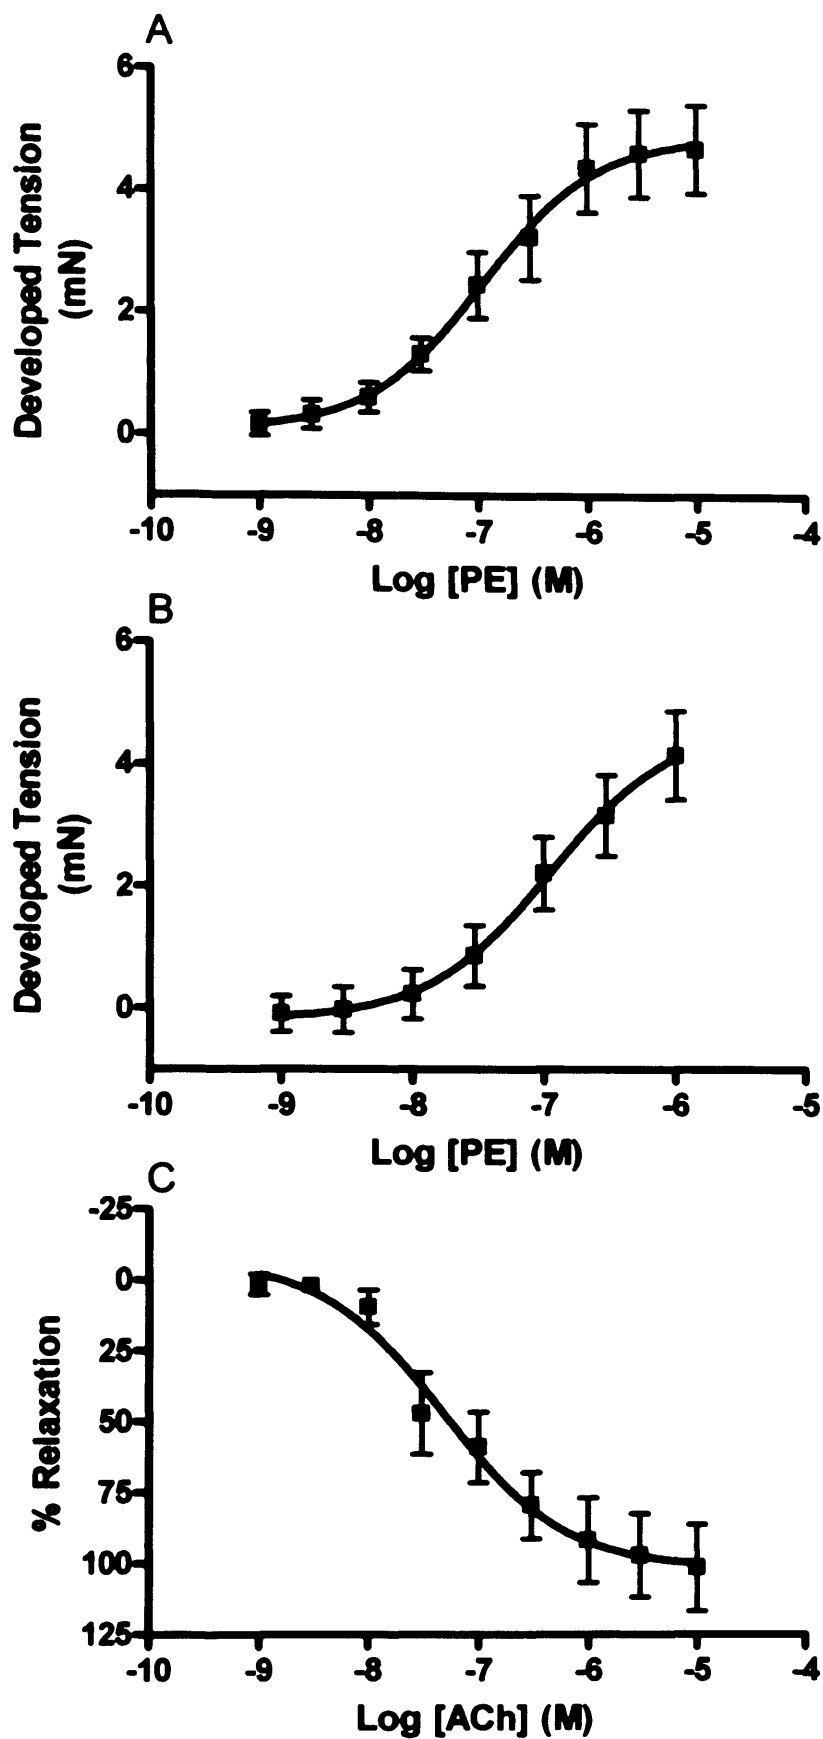 A
6
4
2
0
Developed Tension
(mN)
-10 -9 -8 -7 -6 -5 -4
Log [PE] (M)
B
6
4
2
0
Developed Tension
(mN)
-10 -9 -8 -7 -6 -5
Log [PE] (M)
C
-25
0
25
50
75
100
125
% Relaxation
-10 -9 -8 -7 -6 -5 -4
Log [ACh] (M)